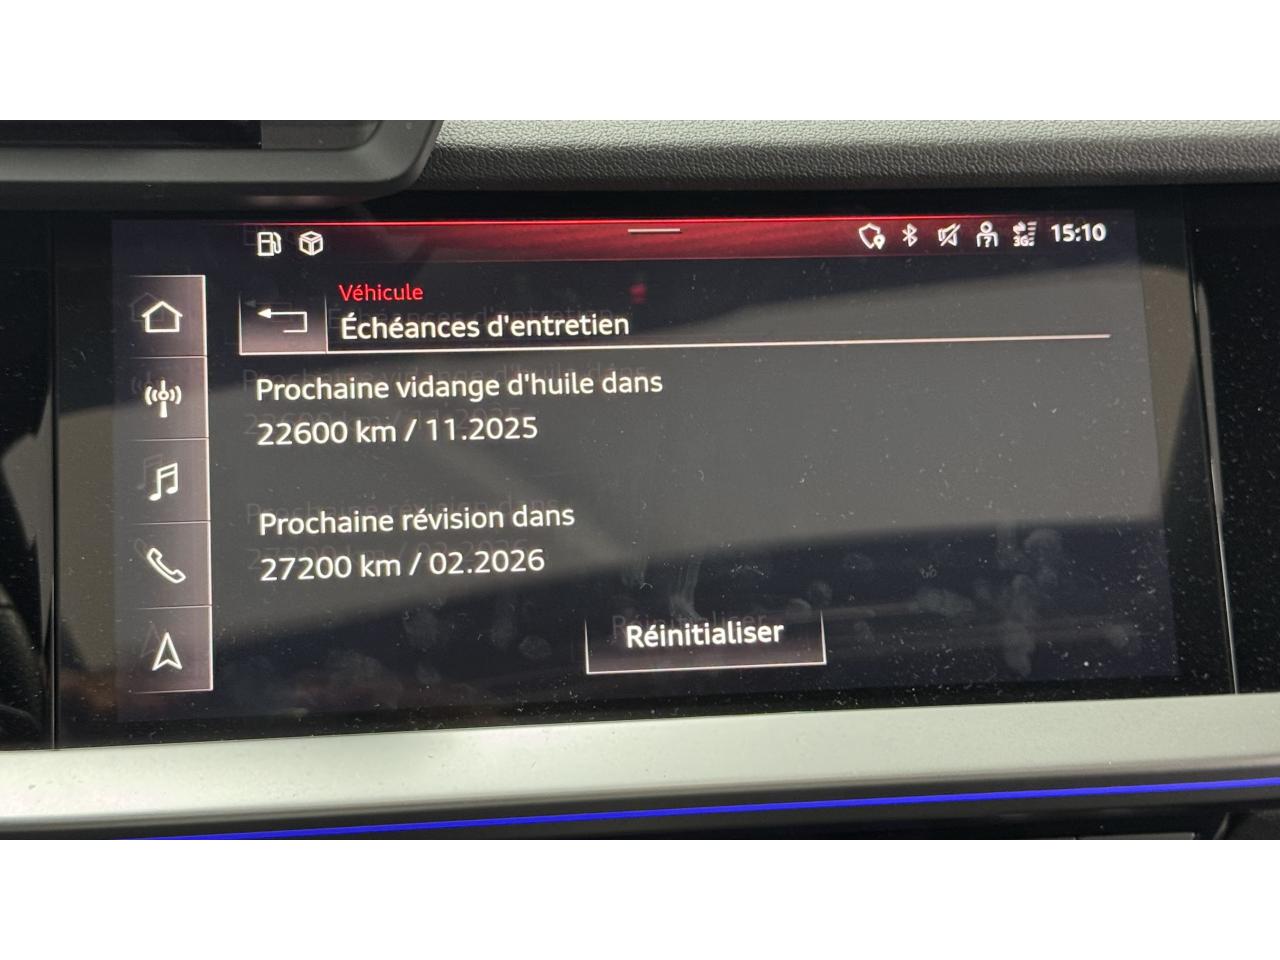 3G 15:10
Véhicule
Échéances d'entretien
Prochaine vidange d'huile dans
22600 km / 11.2025
Prochaine révision dans
27200 km / 02.2026
Réinitialiser